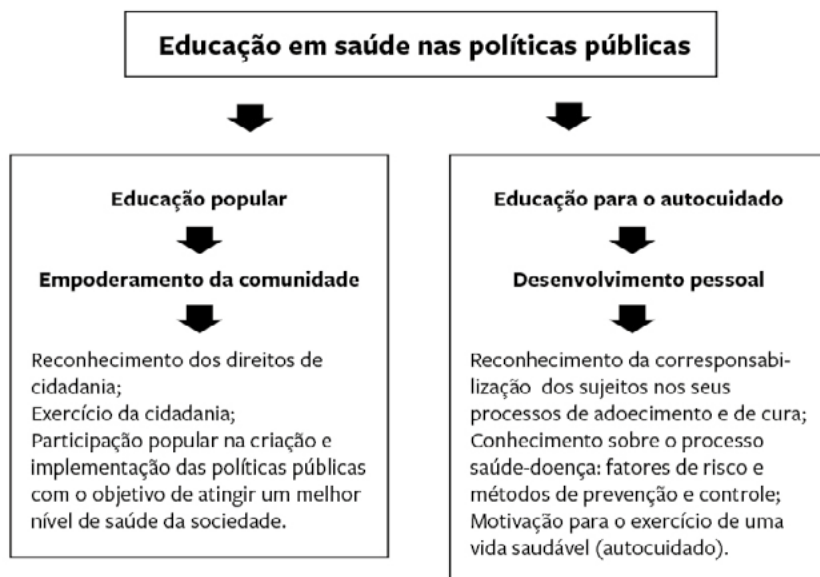 Educação em saúde nas políticas públicas
Educação popular
Empoderamento da comunidade
Reconhecimento dos direitos de
cidadania;
Exercício da cidadania;
Participação popular na criação e
implementação das políticas públicas
com o objetivo de atingir um melhor
nível de saúde da sociedade.
Educação para o autocuidado
Desenvolvimento pessoal
Reconhecimento da corresponsabi-
lização dos sujeitos nos seus
processos de adoecimento e de cura;
Conhecimento sobre o processo
saúde-doença: fatores de risco e
métodos de prevenção e controle;
Motivação para o exercício de uma
vida saudável (autocuidado).